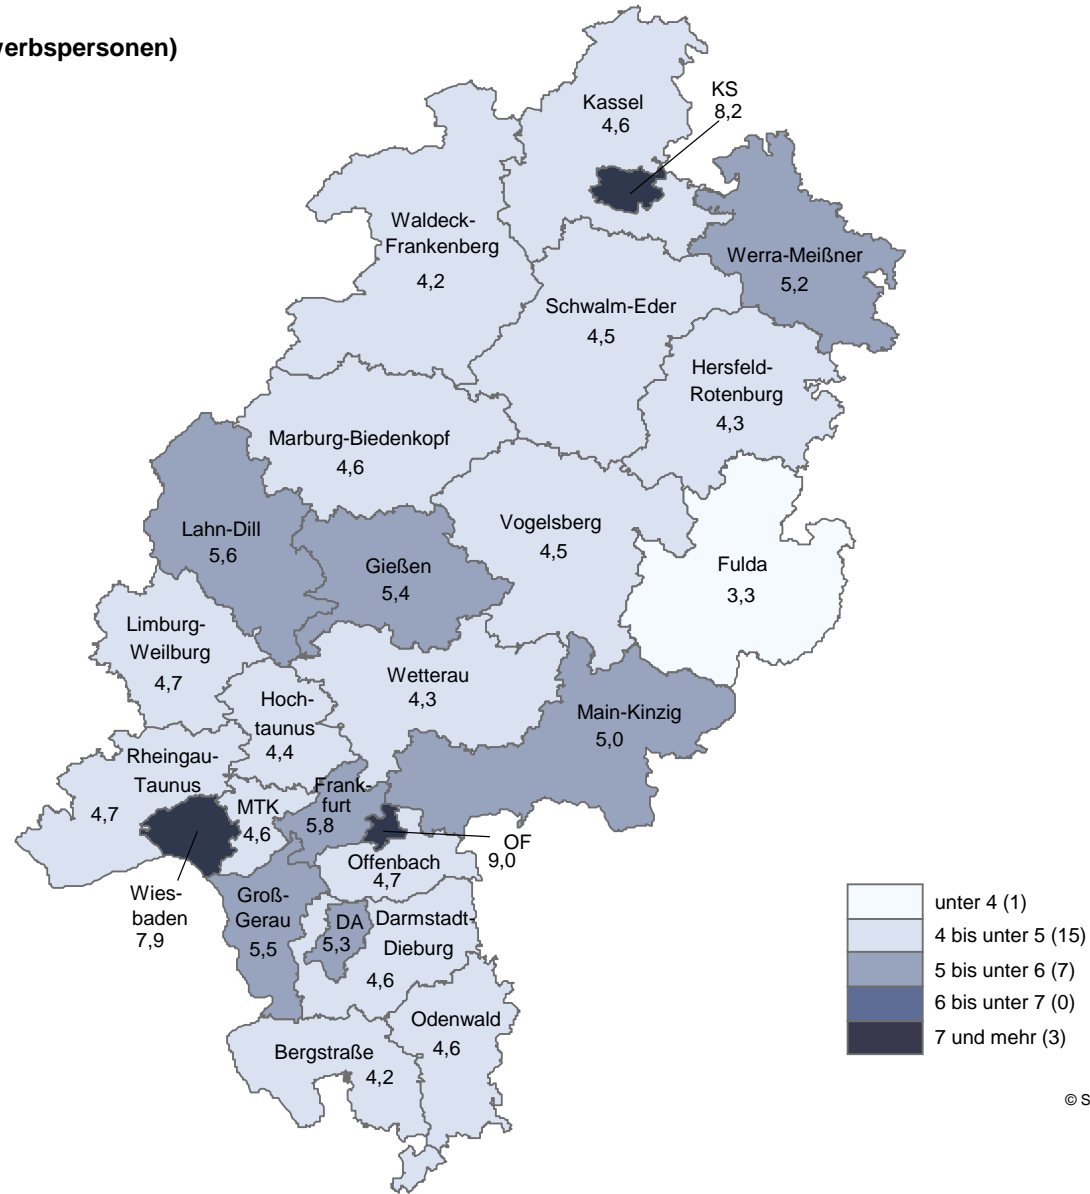 verbspersonen)
KS
8,2
Kassel
4,6
Waldeck-
Frankenberg
4,2
Werra-Meißner
5,2
Schwalm-Eder
4,5
Hersfeld-
Rotenburg
4,3
Marburg-Biedenkopf
4,6
Lahn-Dill
5,6
Vogelsberg
4,5
Gießen
5,4
Fulda
3,3
Limburg-
Weilburg
4,7
Wetterau
4,3
Hoch-
taunus
4,4
Main-Kinzig
5,0
Rheingau-
Taunus
4,7
Frank-
furt
5,8
MTK
4,6
OF
9,0
Offenbach
4,7
Wies-
baden
7,9
Groß-
Gerau
5,5
DA
5,3
Darmstadt-
Dieburg
4,6
Odenwald
4,6
Bergstraße
4,2
unter 4 (1)
4 bis unter 5 (15)
5 bis unter 6 (7)
6 bis unter 7 (0)
7 und mehr (3)
© S